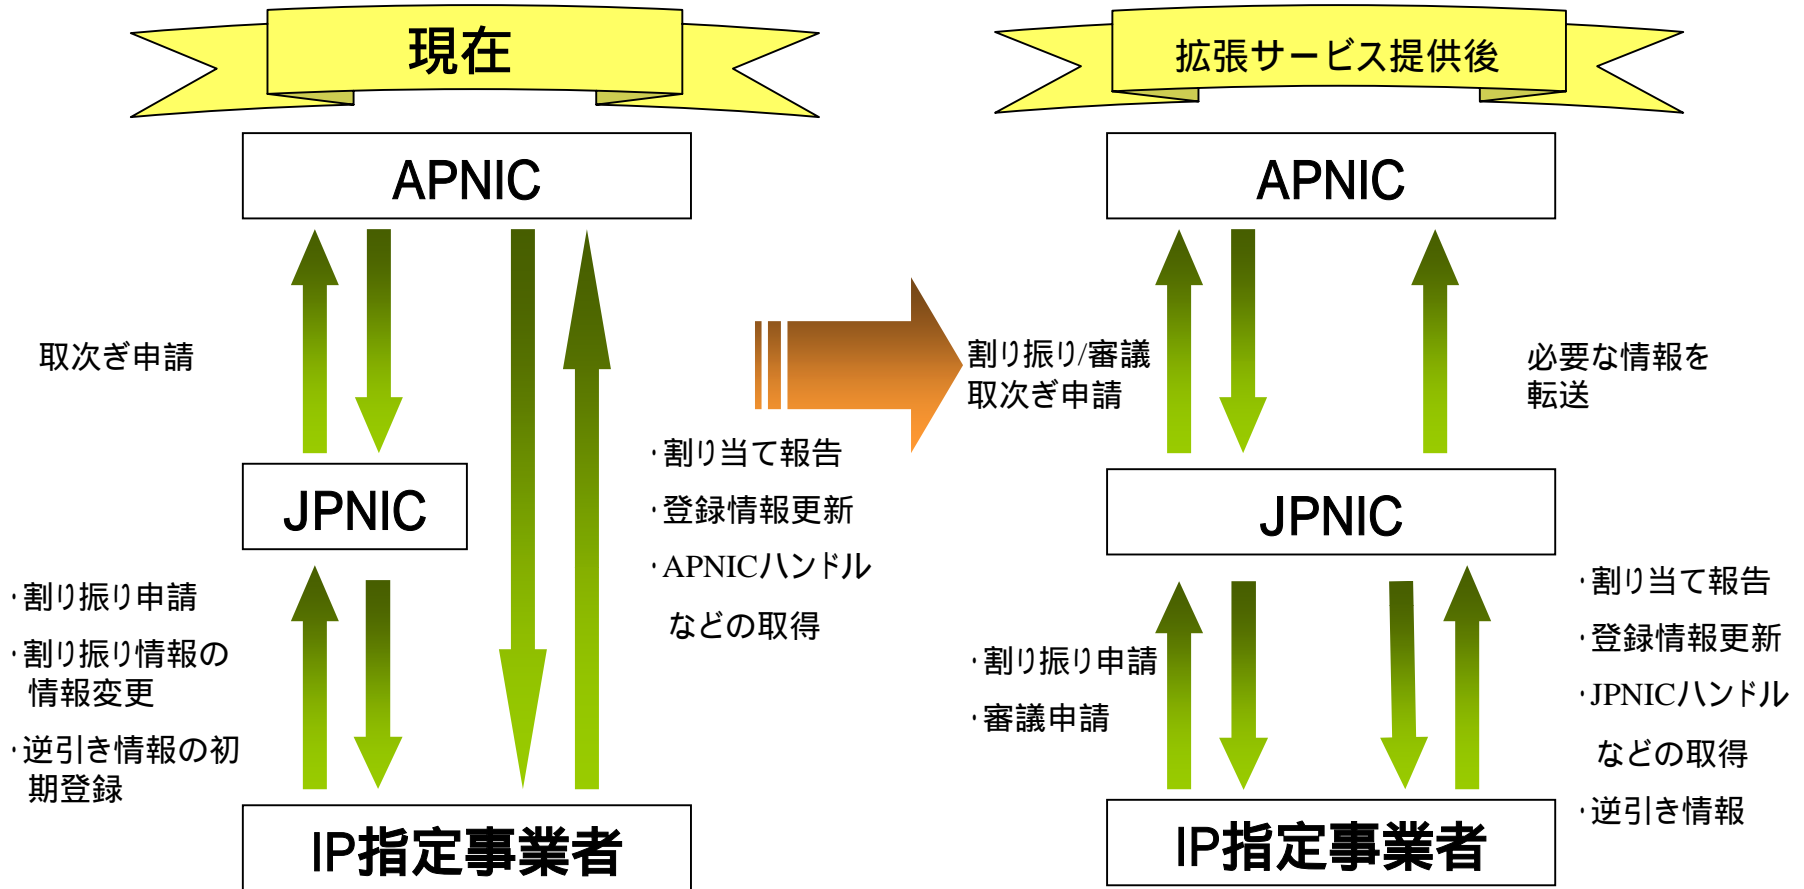 現在
APNIC
取次ぎ申請
JPNIC
・割り当て報告
・登録情報更新
・APNICハンドル
などの取得
・割り振り申請
・割り振り情報の
情報変更
・逆引き情報の初
期登録
IP指定事業者
拡張サービス提供後
APNIC
割り振り/審議
取次ぎ申請
必要な情報を
転送
JPNIC
・割り振り申請
・審議申請
・割り当て報告
・登録情報更新
・JPNICハンドル
などの取得
・逆引き情報
IP指定事業者